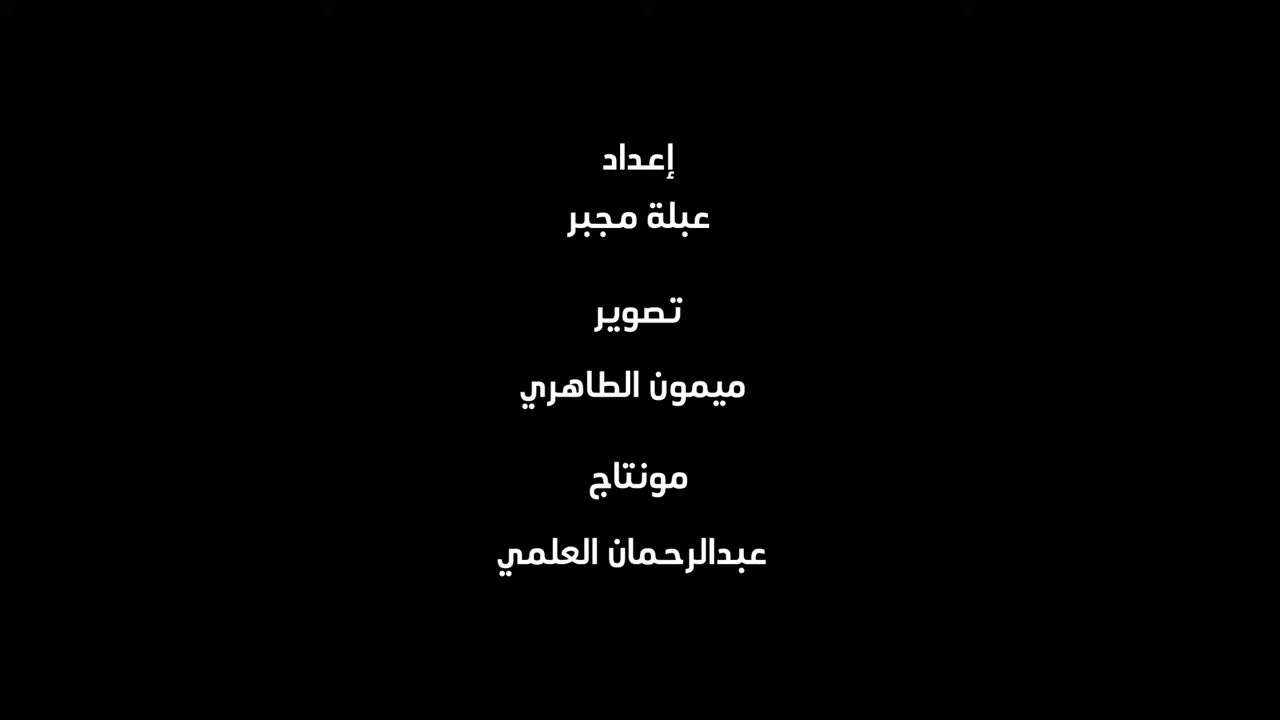 إعداد
عبلة مجبر
تصوير
ميمون الطاهري
مونتاج
عبدالرحمان العلمي